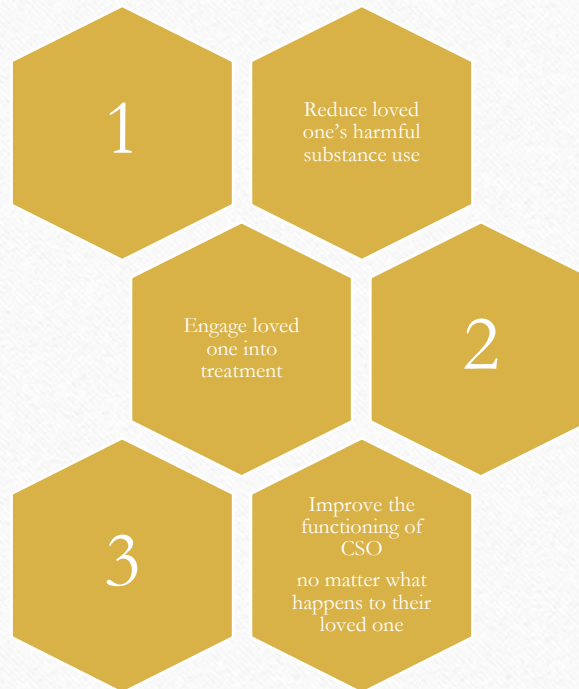 1
Reduce loved
one’s harmful
substance use
Engage loved
one into
treatment
2
3
Improve the
functioning of
CSO
no matter what
happens to their
loved one